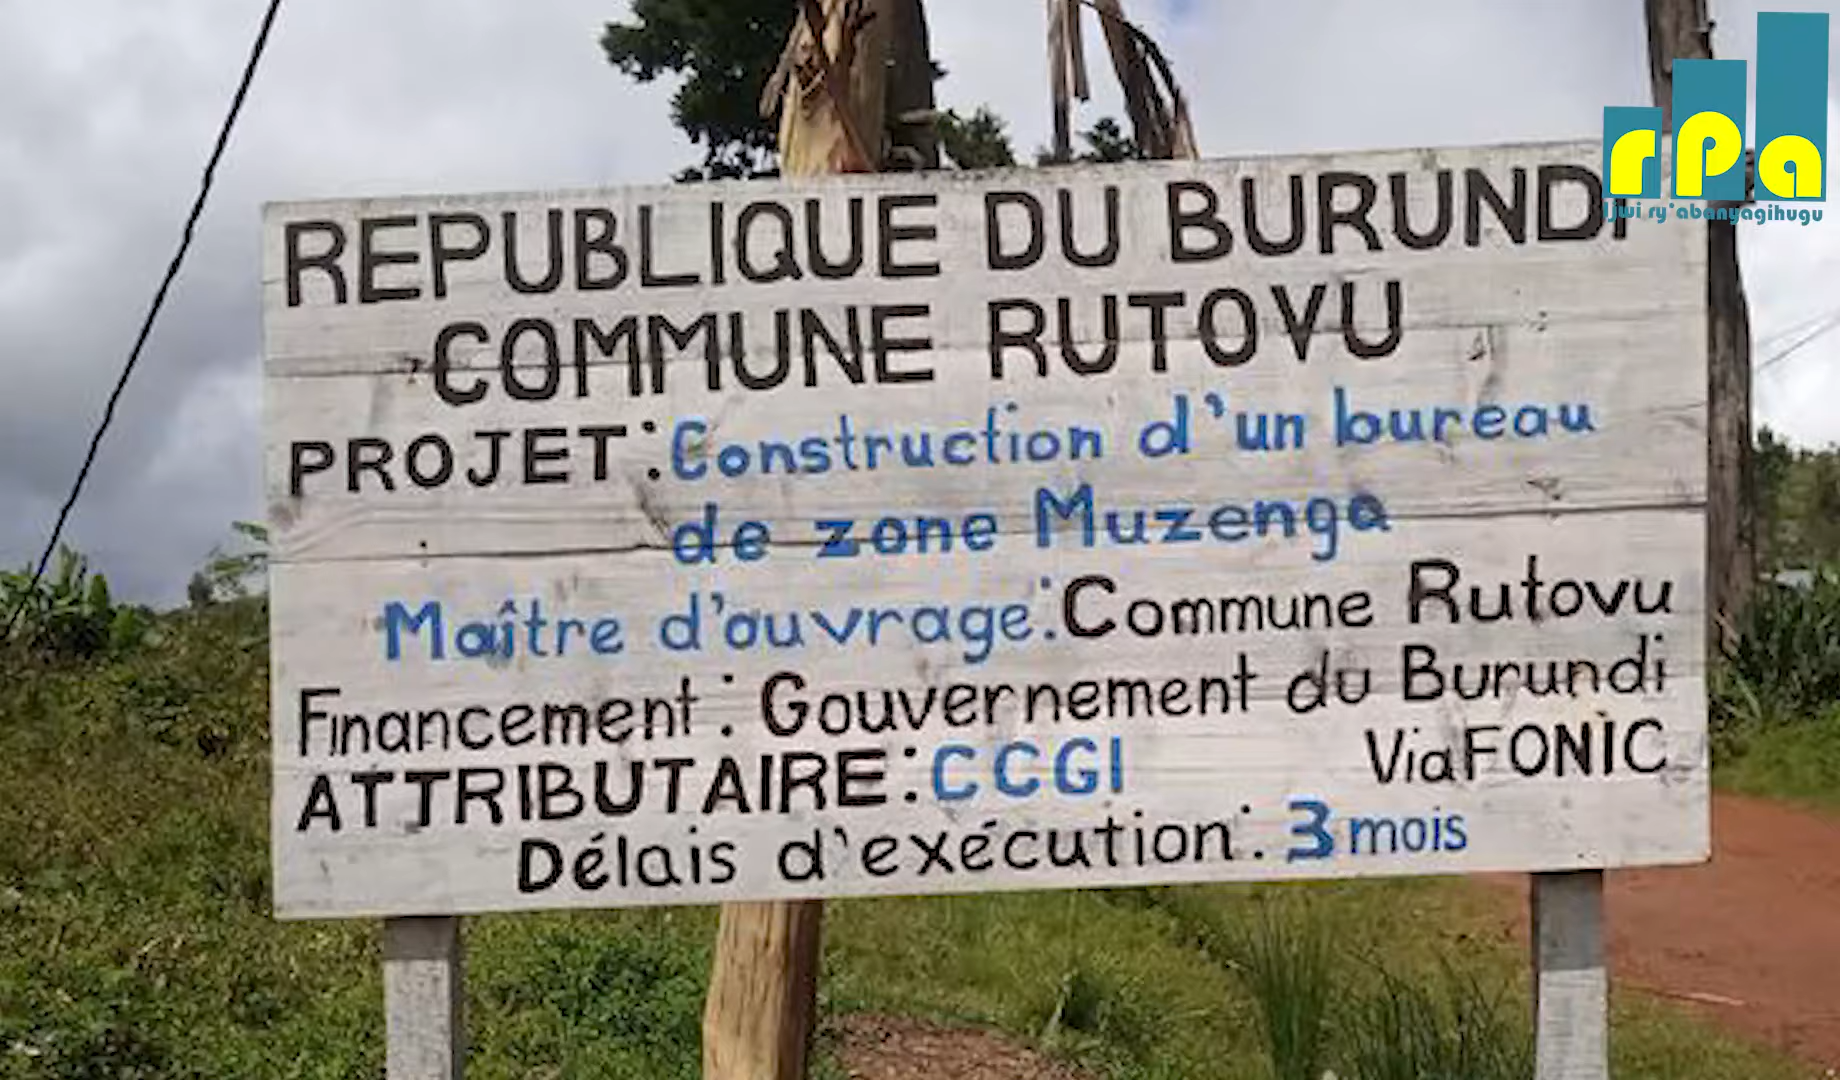 rpa
Ijwi ry'abanyagihugu
REPUBLIQUE DU BURUNDI
COMMUNE RUTOVU
PROJET: Construction d'un bureau
de zone Muzenga
Maître d'ouvrage: Commune Rutovu
Financement: Gouvernement du Burundi
Via FONIC
ATTRIBUTAIRE: CCGI
Délais d'exécution: 3 mois